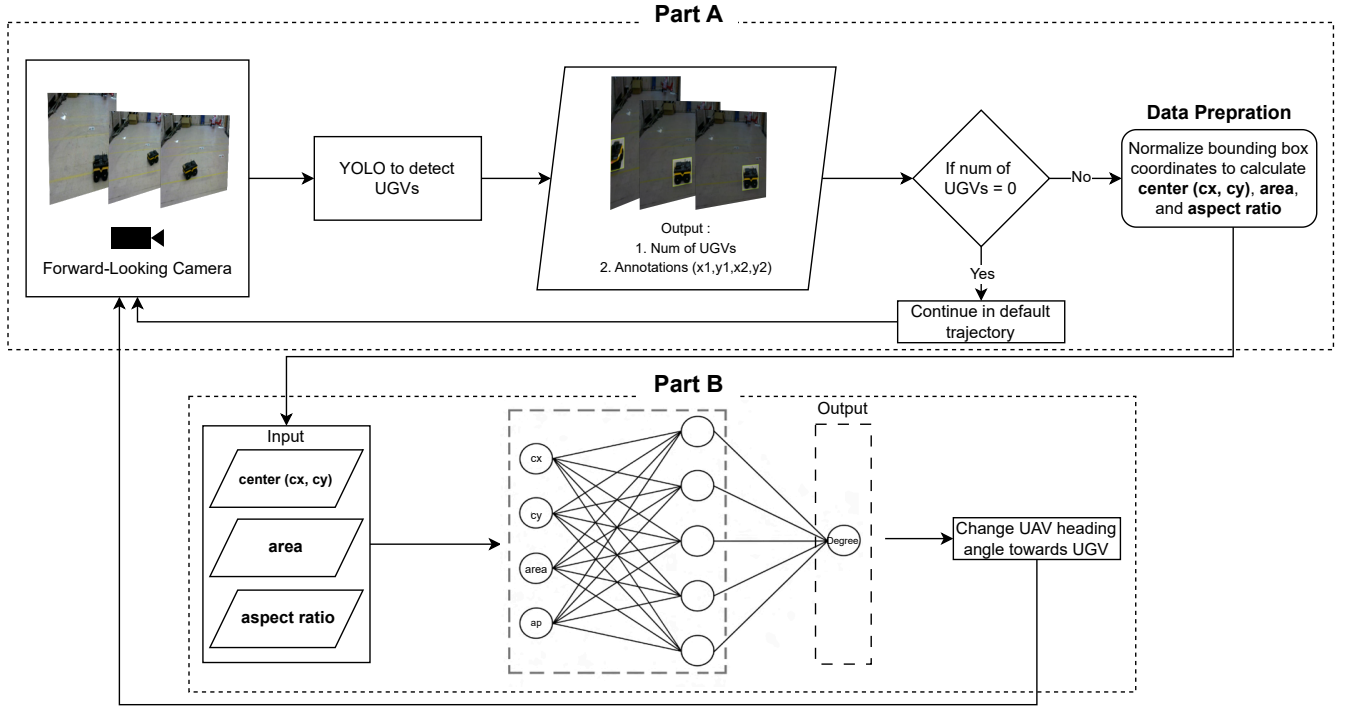 Part A
Forward-Looking Camera
YOLO to detect
UGVs
Output :
1. Num of UGVs
2. Annotations (x1,y1,x2,y2)
If num of
UGVs = 0
No
Yes
Continue in default
trajectory
Data Prepration
Normalize bounding box
coordinates to calculate
center (cx, cy), area,
and aspect ratio
Part B
Input
center (cx, cy)
area
aspect ratio
cx
cy
area
ap
Output
Degree
Change UAV heading
angle towards UGV